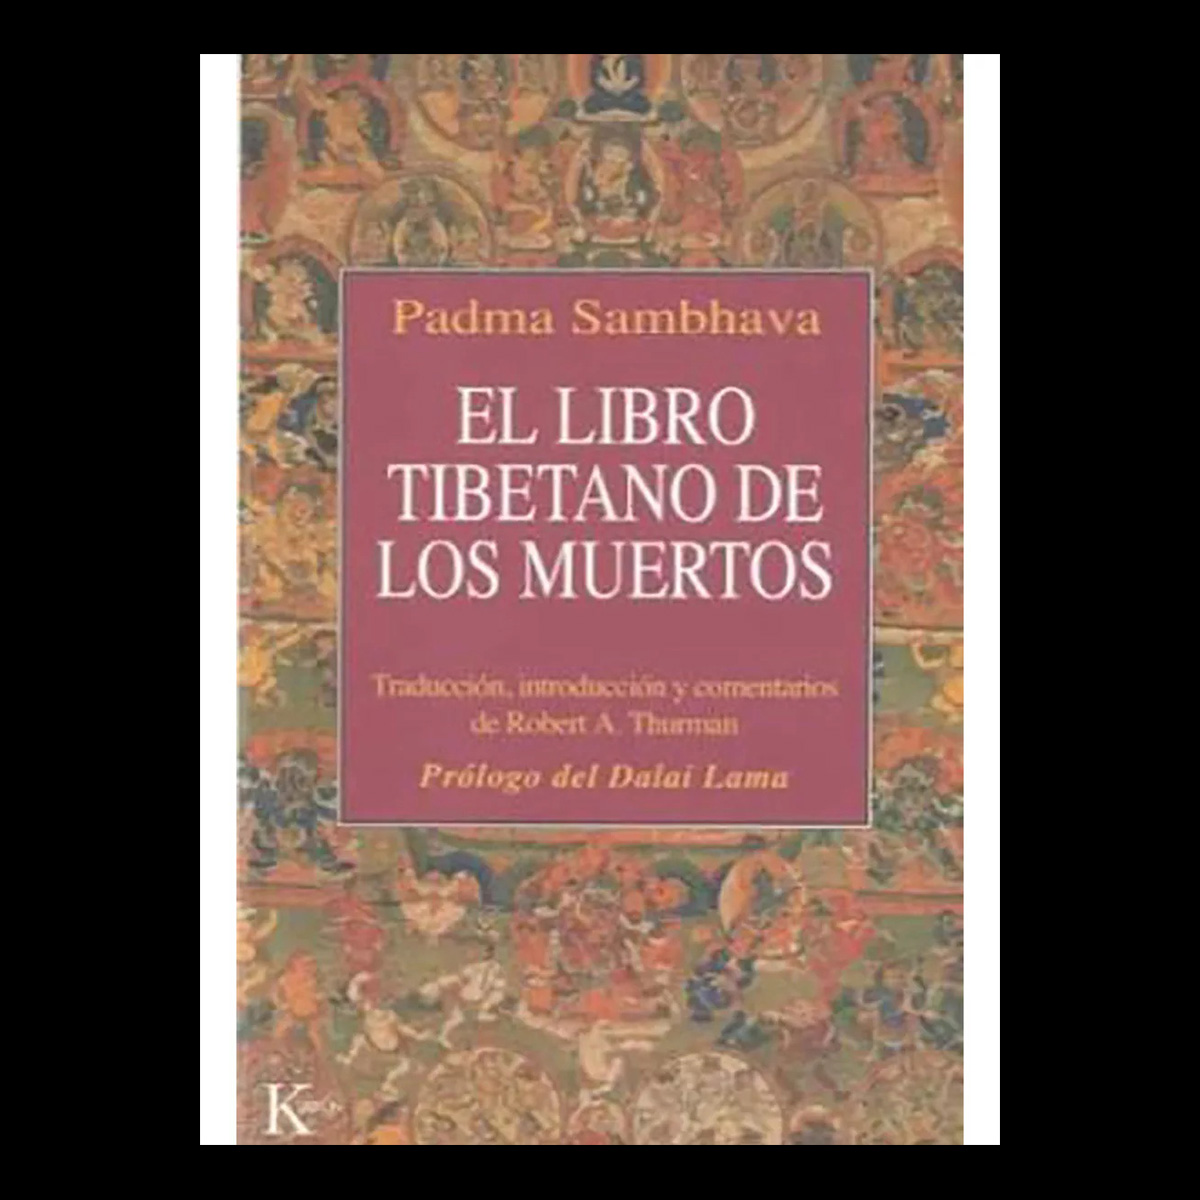 Padma Sambhava
EL LIBRO
TIBETANO DE
LOS MUERTOS
Traducción, introducción y comentarios
de Robert A. Thurman
Prólogo del Dalai Lama
K